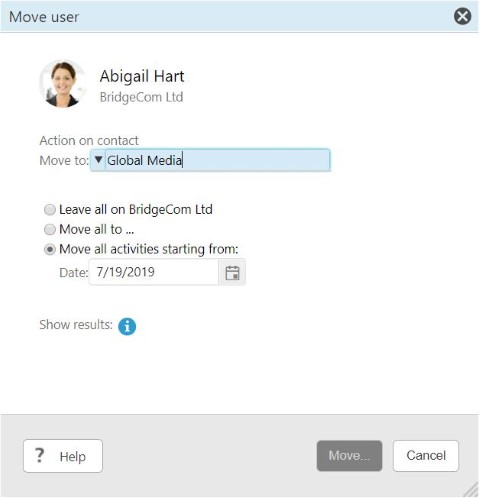 Move user
Abigail Hart
BridgeCom Ltd
Action on contact
Move to: Global Media
Leave all on BridgeCom Ltd
Move all to ...
Move all activities starting from:
Date: 7/19/2019
Show results:
? Help
Move...
Cancel